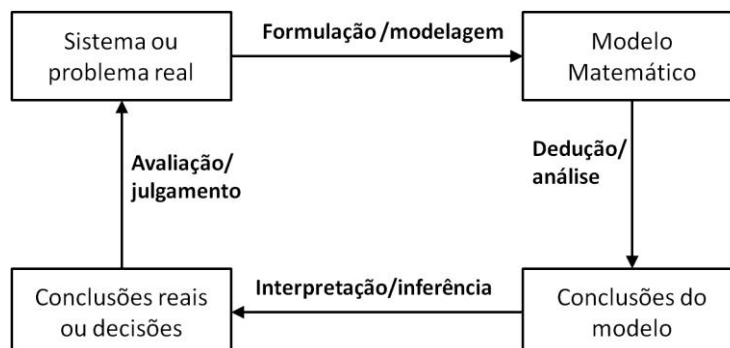 Sistema ou
problema real
Formulação/modelagem
Modelo
Matemático
Avaliação/
julgamento
Dedução/
análise
Conclusões reais
ou decisões
Interpretação/inferência
Conclusões do
modelo